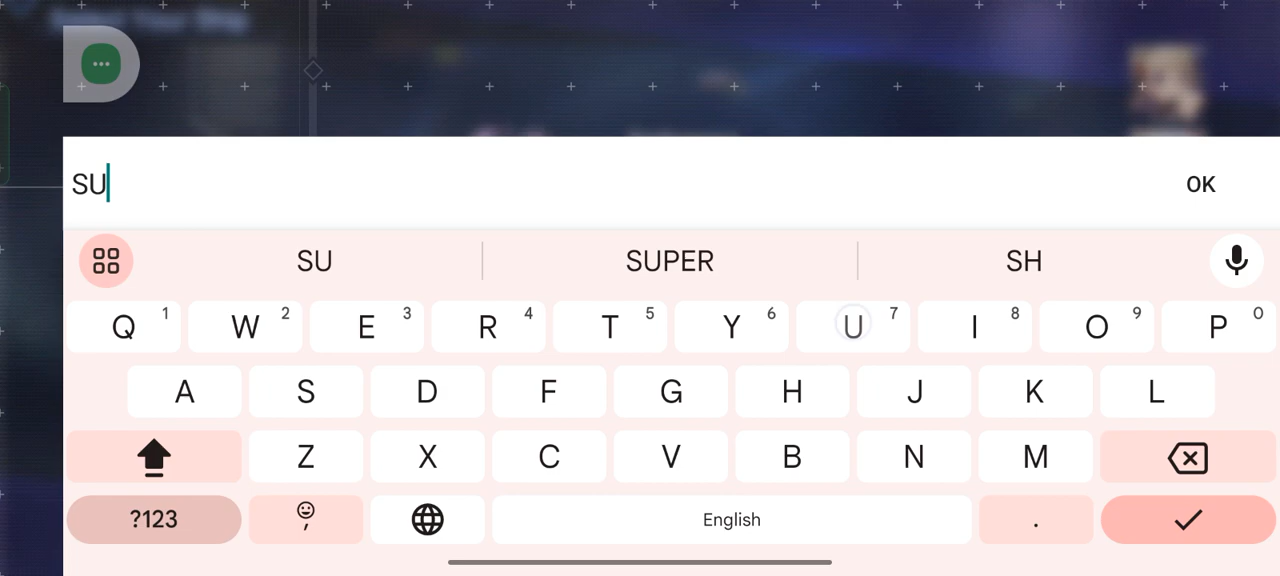 SU
OK
SU SUPER SH
Q 1 W 2 E 3 R 4 T 5 Y 6 U 7 I 8 O 9 P 0
A S D F G H J K L
Z X C V B N M
?123 , English .